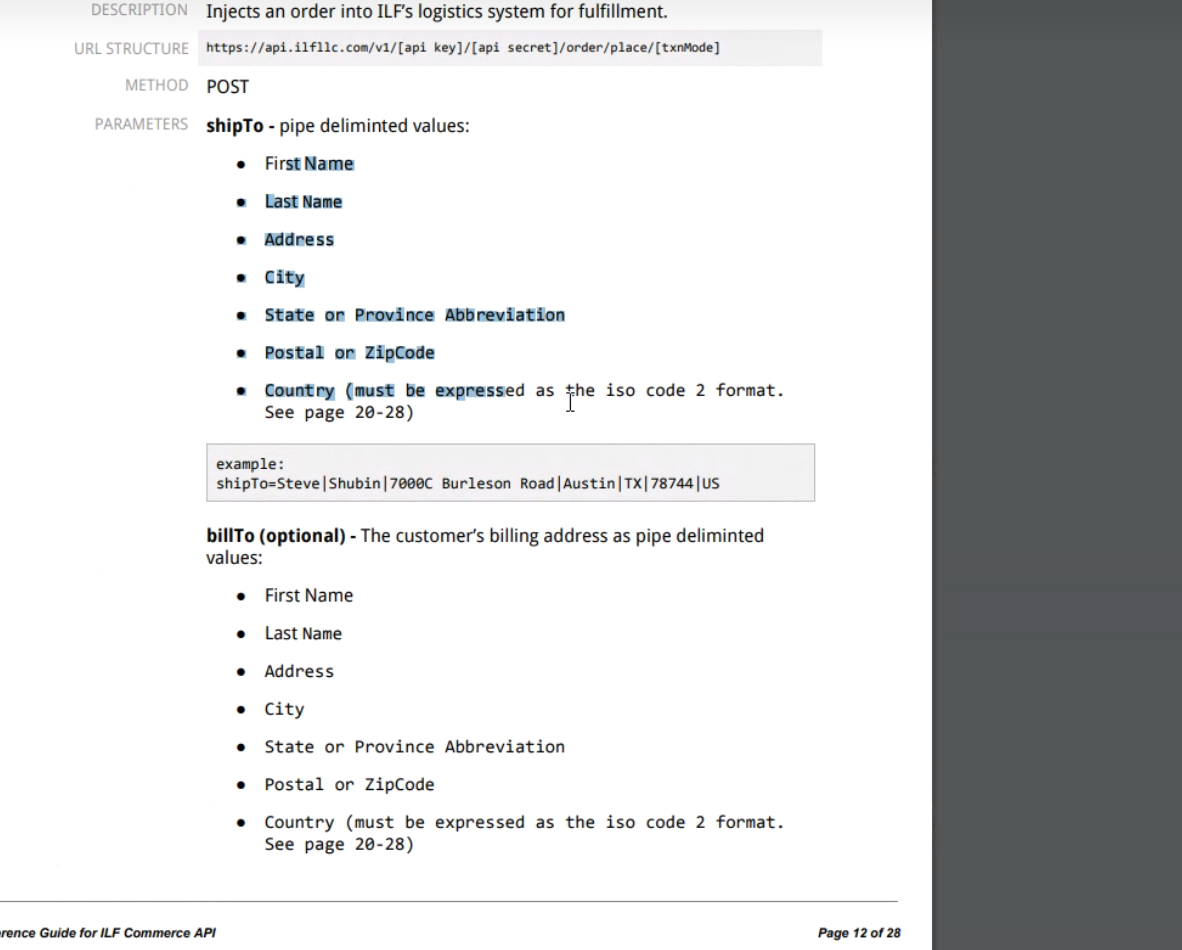 DESCRIPTION Injects an order into ILF’s logistics system for fulfillment.
URL STRUCTURE https://api.ilfllc.com/v1/[api key]/[api secret]/order/place/[txnMode]
METHOD POST
PARAMETERS shipTo - pipe deliminted values:
● First Name
● Last Name
● Address
● City
● State or Province Abbreviation
● Postal or ZipCode
● Country (must be expressed as the iso code 2 format.
See page 20-28)
example:
shipTo=Steve|Shubin|7000C Burleson Road|Austin|TX|78744|US
billTo (optional) - The customer’s billing address as pipe deliminted
values:
● First Name
● Last Name
● Address
● City
● State or Province Abbreviation
● Postal or ZipCode
● Country (must be expressed as the iso code 2 format.
See page 20-28)
rence Guide for ILF Commerce API Page 12 of 28